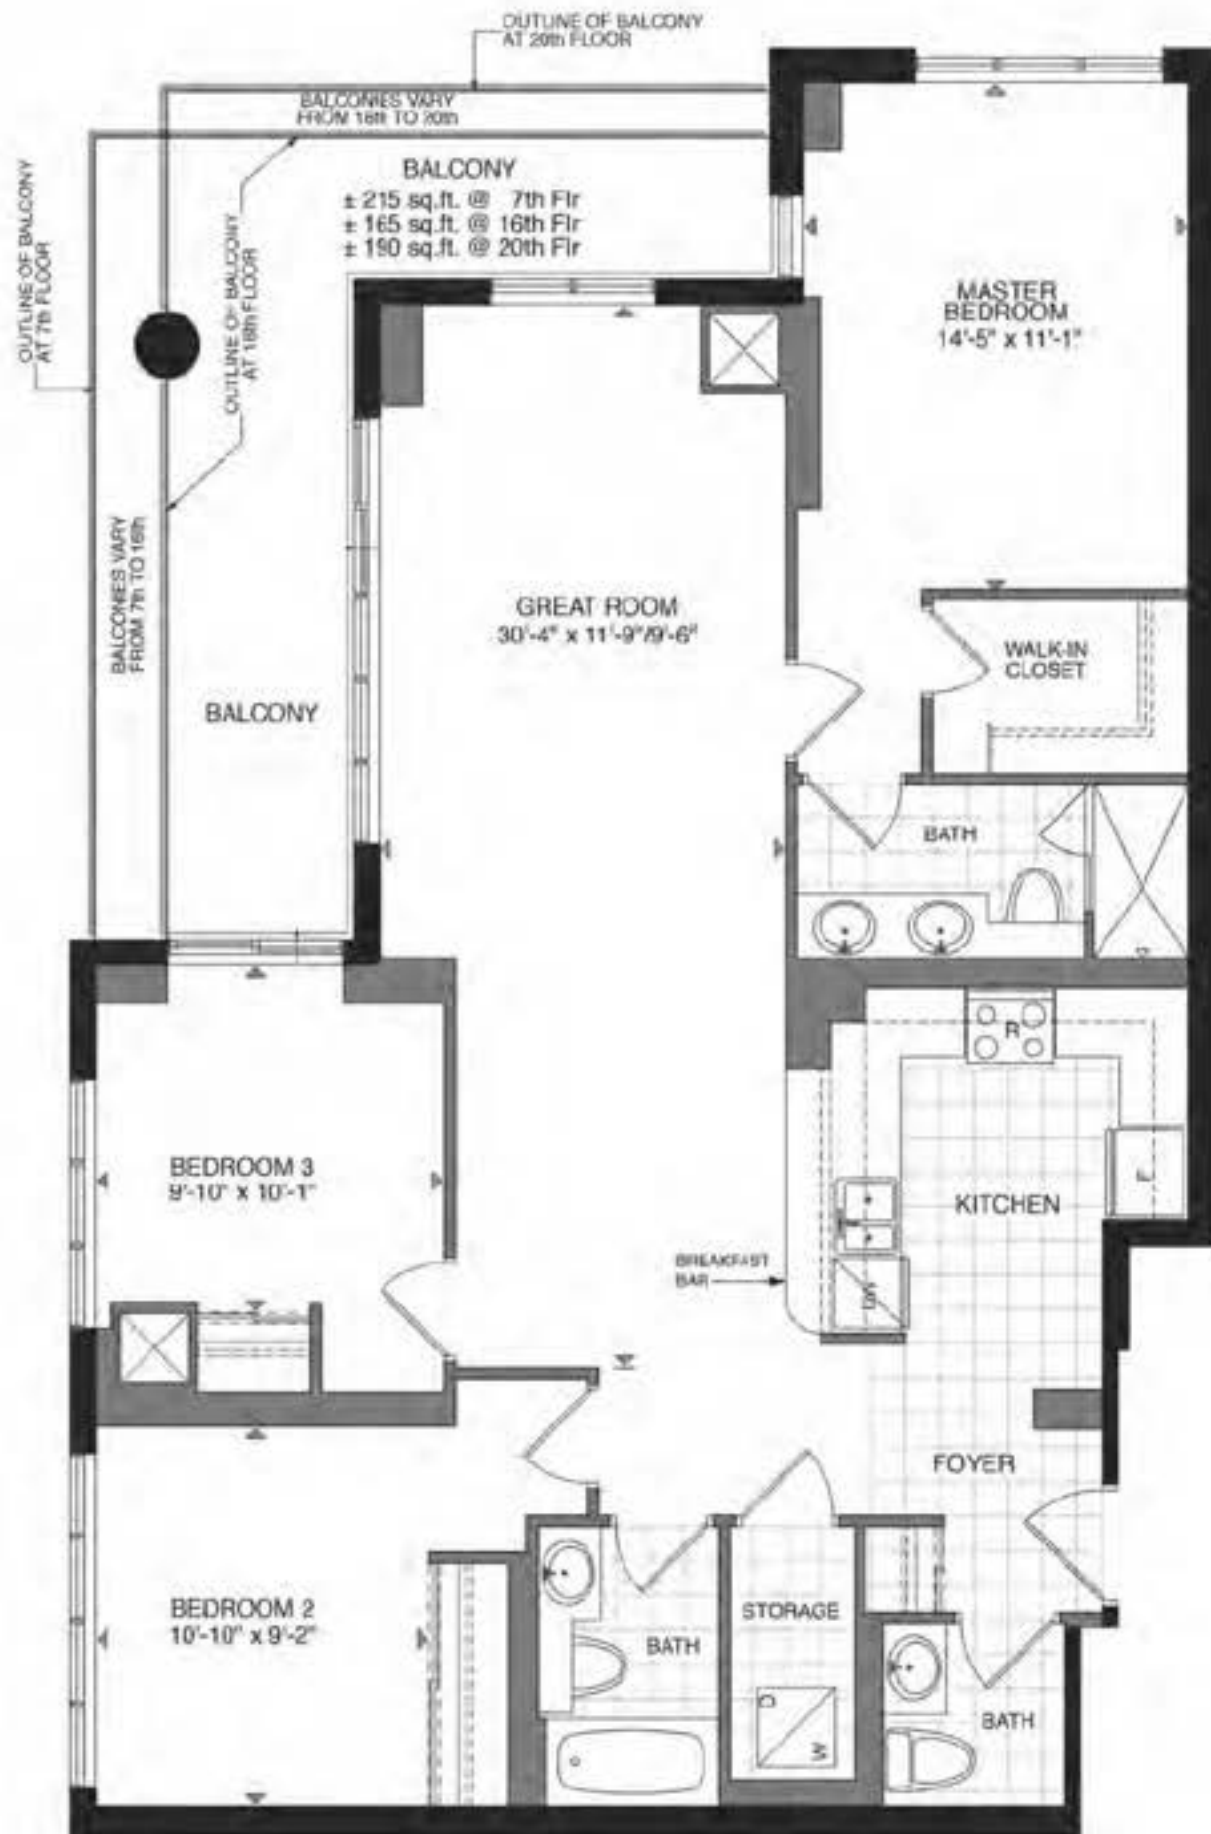 OUTLINE OF BALCONY
AT 20th FLOOR
BALCONIES VARY
FROM 16th TO 20th
BALCONY
± 215 sq.ft. @ 7th Flr
± 165 sq.ft. @ 16th Flr
± 190 sq.ft. @ 20th Flr
OUTLINE OF BALCONY
AT 7th FLOOR
OUTLINE OF BALCONY
AT 16th FLOOR
MASTER
BEDROOM
14'-5" x 11'-1"
BALCONIES VARY
FROM 7th TO 16th
GREAT ROOM
30'-4" x 11'-9"/9'-6"
WALK-IN
CLOSET
BALCONY
BATH
R
BEDROOM 3
9'-10" x 10'-1"
KITCHEN
F
BREAKFAST
BAR
DW
FOYER
BEDROOM 2
10'-10" x 9'-2"
STORAGE
BATH
D
W
BATH